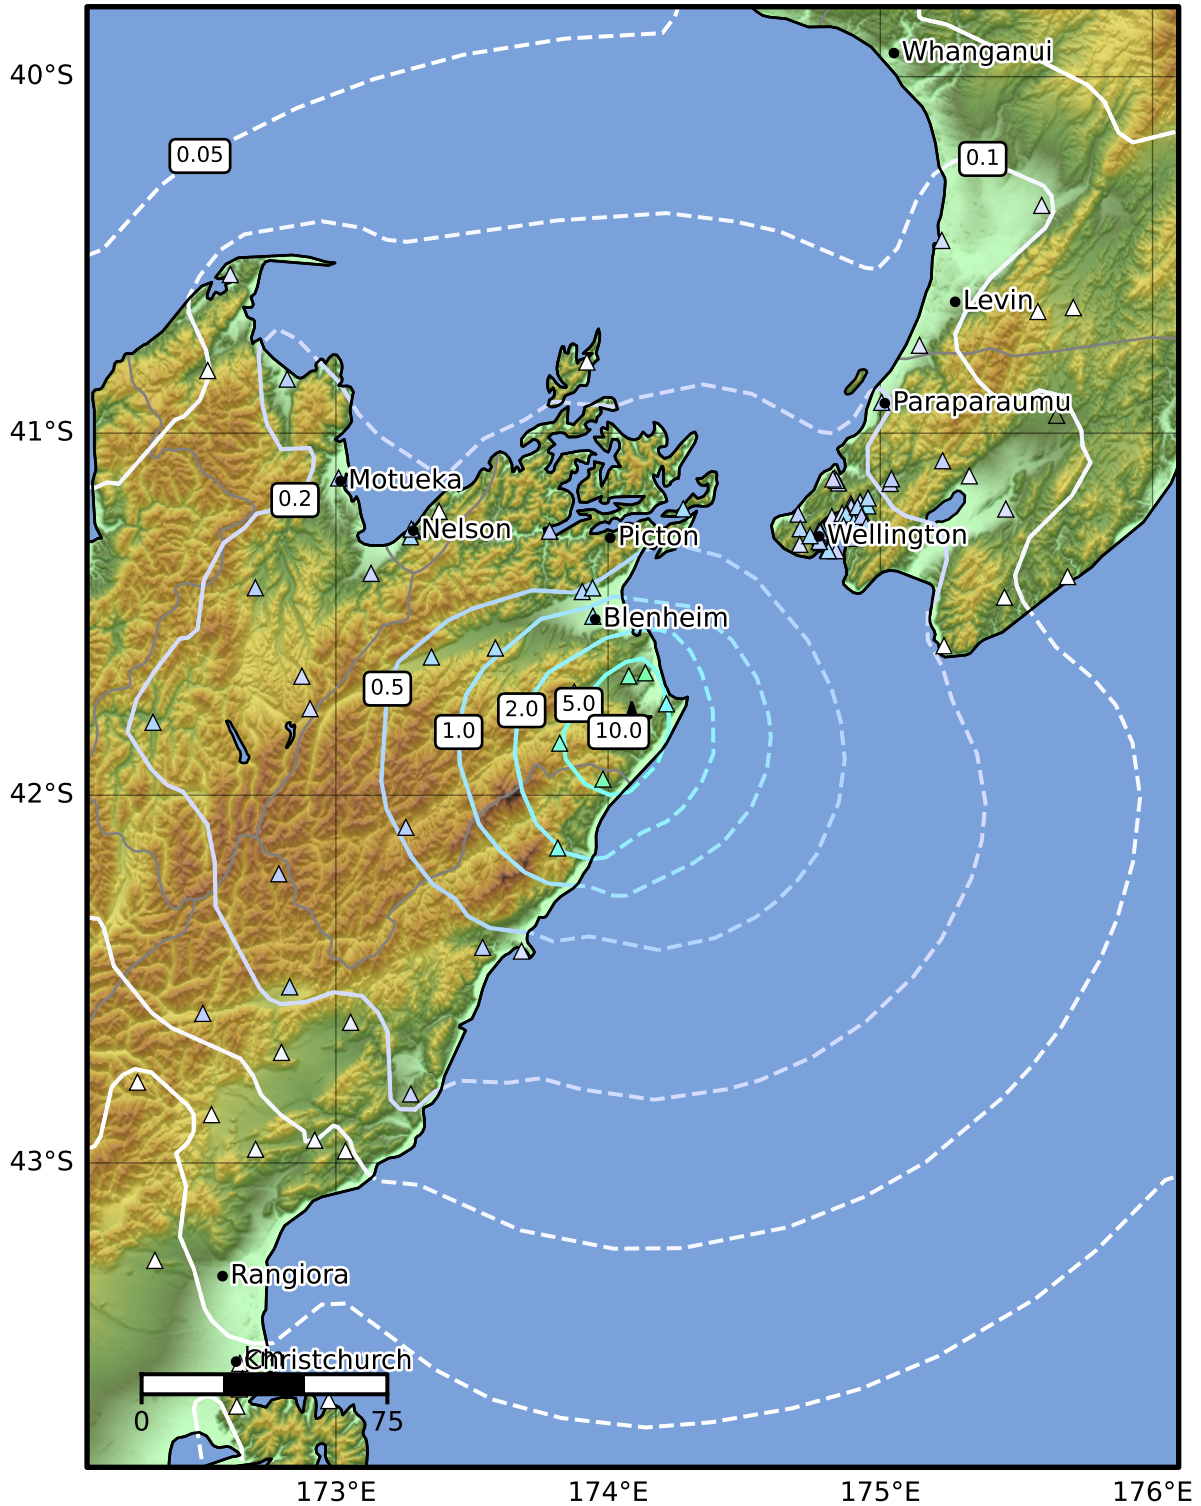 Whanganui
40°S
0.05
0.1
Levin
Paraparaumu
41°S
Motueka
0.2
Nelson
Picton
Wellington
Blenheim
0.5
5.0
2.0
1.0
10.0
42°S
43°S
Rangiora
km
Christchurch
0
75
173°E
174°E
175°E
176°E